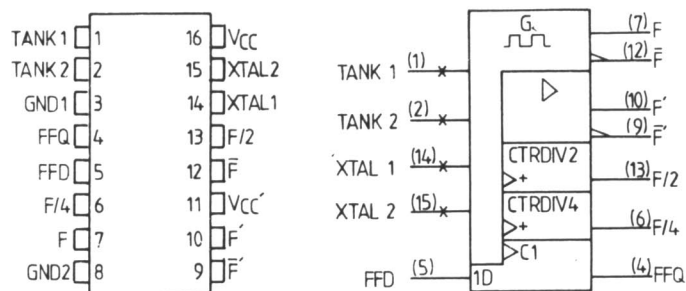 TANK 1 1 16 VCC
TANK 2 2 15 XTAL2
GND1 3 14 XTAL1
FFQ 4 13 F/2
FFD 5 12 F̅
F/4 6 11 VCC′
F 7 10 F′
GND2 8 9 F̅′
G
(7) F
(12) F̅
TANK 1 (1)
(10) F′
TANK 2 (2)
(9) F̅′
XTAL 1 (14)
CTRDIV2
+
(13) F/2
XTAL 2 (15)
CTRDIV4
+
(6) F/4
C1
FFD (5) 1D
(4) FFQ